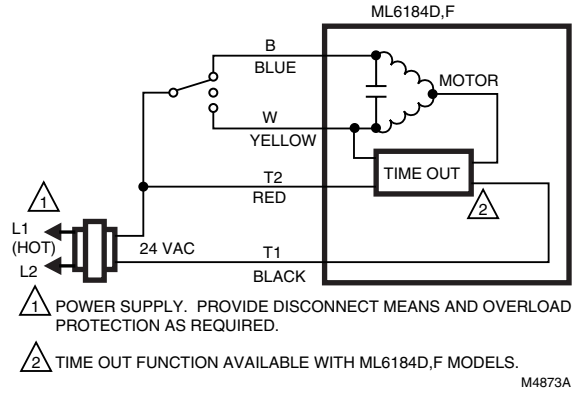 ML6184D,F
B
BLUE
MOTOR
W
YELLOW
TIME OUT
T2
RED
1
2
L1
(HOT)
24 VAC
T1
L2
BLACK
1 POWER SUPPLY. PROVIDE DISCONNECT MEANS AND OVERLOAD
PROTECTION AS REQUIRED.
2 TIME OUT FUNCTION AVAILABLE WITH ML6184D,F MODELS.
M4873A